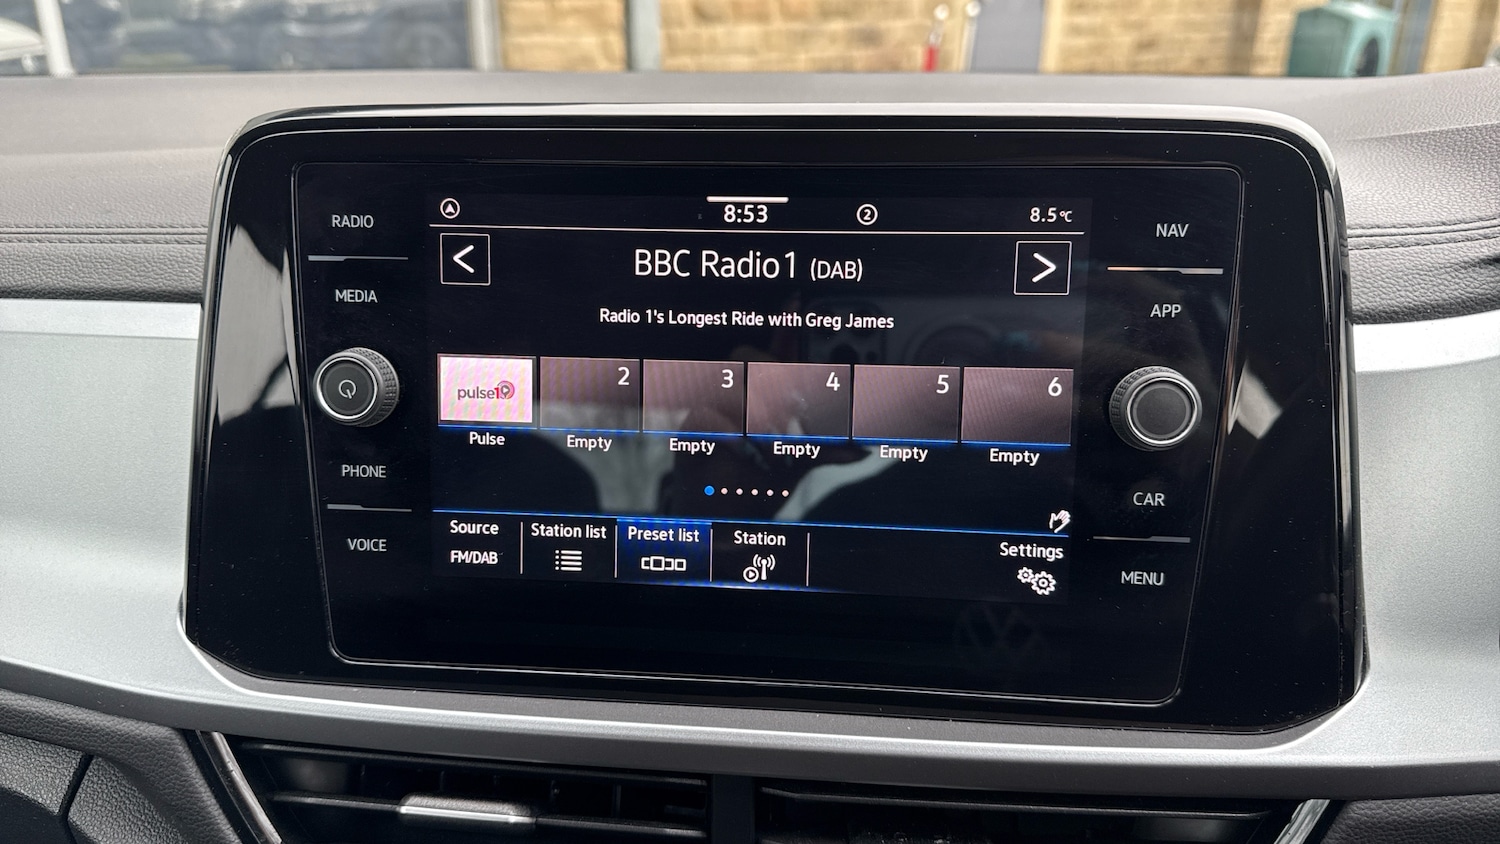 8:53
2
8.5°C
RADIO
MEDIA
PHONE
VOICE
<
BBC Radio 1 (DAB)
>
Radio 1's Longest Ride with Greg James
pulse1
2
3
4
5
6
Pulse
Empty
Empty
Empty
Empty
Empty
Source
FM/DAB
Station list
Preset list
Station
Settings
NAV
APP
CAR
MENU